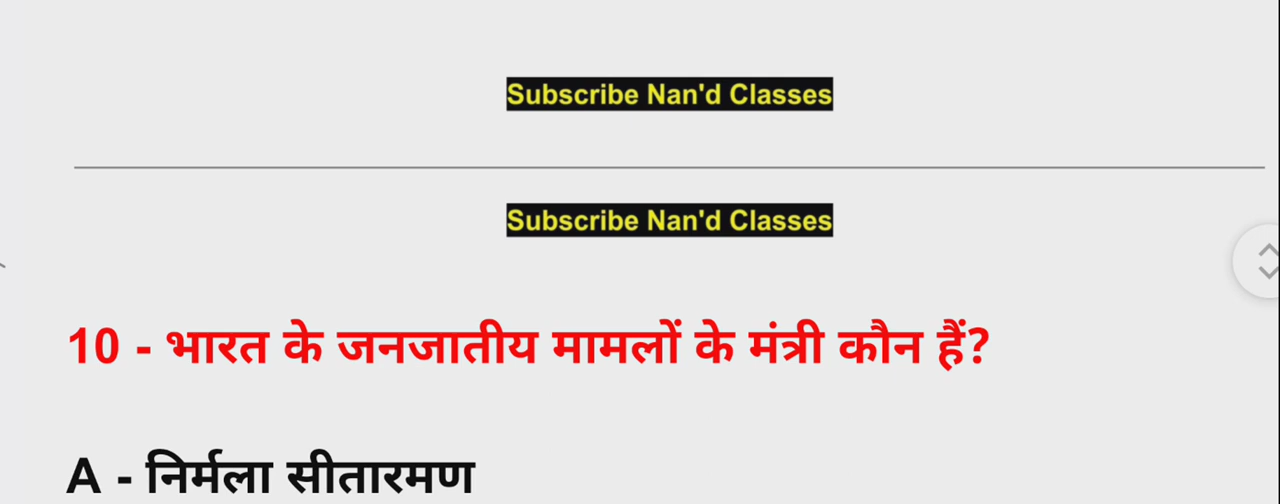 Subscribe Nan'd Classes
Subscribe Nan'd Classes
10 - भारत के जनजातीय मामलों के मंत्री कौन हैं?
A - निर्मला सीतारमण